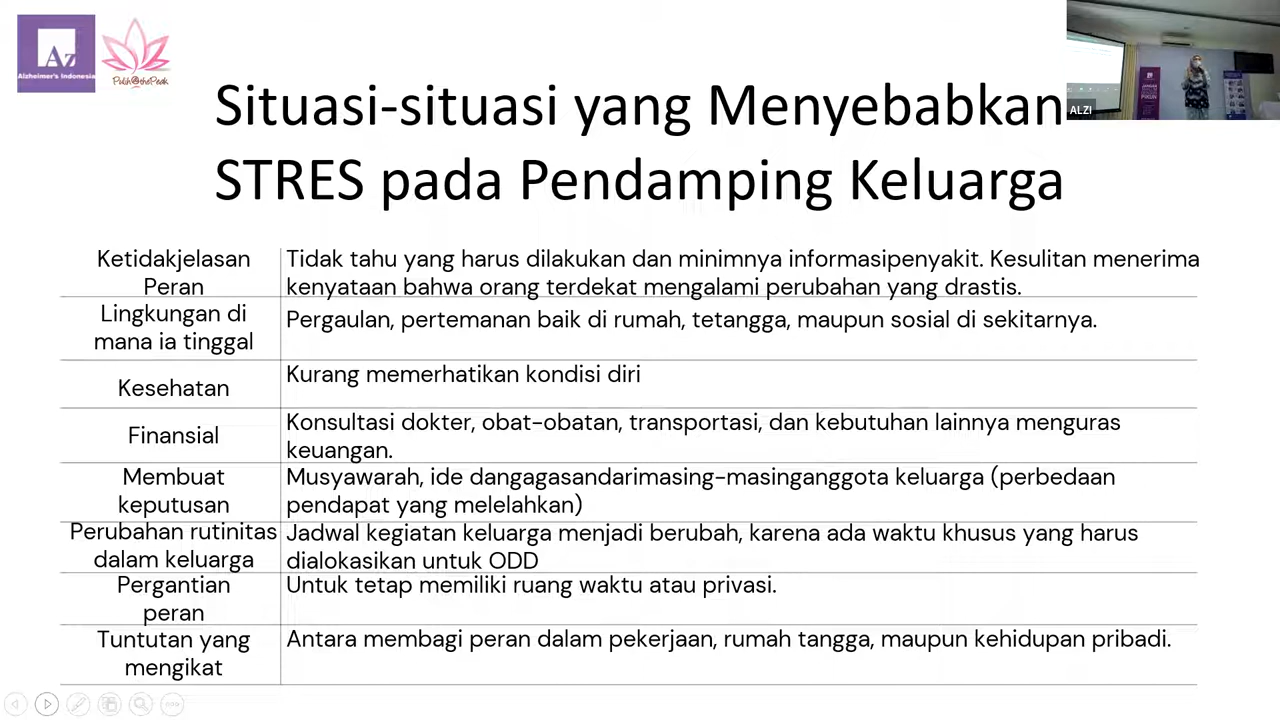 Az
Alzheimer's Indonesia
Pulih@thePeak
ALZI
Situasi-situasi yang Menyebabkan
STRES pada Pendamping Keluarga
Ketidakjelasan
Peran
Tidak tahu yang harus dilakukan dan minimnya informasipenyakit. Kesulitan menerima
kenyataan bahwa orang terdekat mengalami perubahan yang drastis.
Lingkungan di
mana ia tinggal
Pergaulan, pertemanan baik di rumah, tetangga, maupun sosial di sekitarnya.
Kesehatan
Kurang memerhatikan kondisi diri
Finansial
Konsultasi dokter, obat-obatan, transportasi, dan kebutuhan lainnya menguras
keuangan.
Membuat
keputusan
Musyawarah, ide dangagasandarimasing-masinganggota keluarga (perbedaan
pendapat yang melelahkan)
Perubahan rutinitas
dalam keluarga
Jadwal kegiatan keluarga menjadi berubah, karena ada waktu khusus yang harus
dialokasikan untuk ODD
Pergantian
peran
Untuk tetap memiliki ruang waktu atau privasi.
Tuntutan yang
mengikat
Antara membagi peran dalam pekerjaan, rumah tangga, maupun kehidupan pribadi.